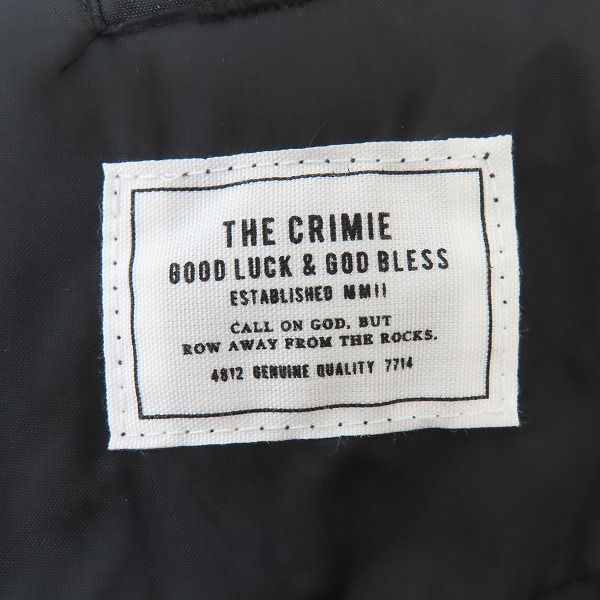 THE CRIMIE
GOOD LUCK & GOD BLESS
ESTABLISHED MMII
CALL ON GOD, BUT
ROW AWAY FROM THE ROCKS.
4812 GENUINE QUALITY 7714